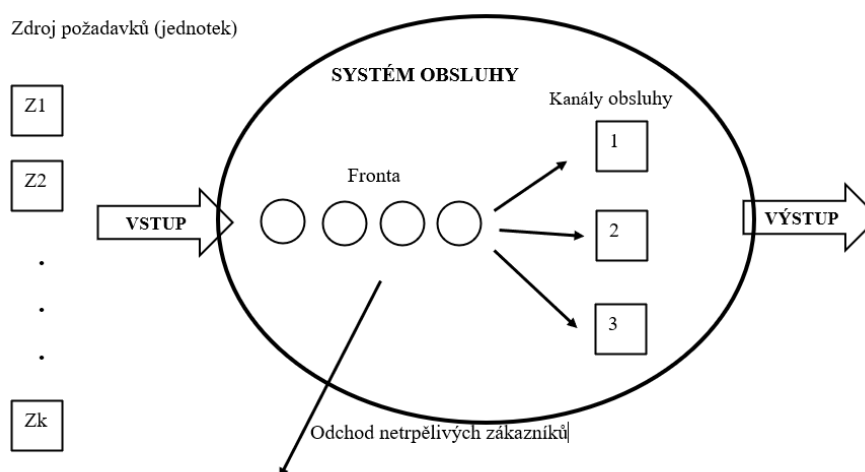 Zdroj požadavků (jednotek)
SYSTÉM OBSLUHY
Kanály obsluhy
Z1
1
Z2
Fronta
VSTUP
2
VÝSTUP
.
.
3
.
Zk
Odchod netrpělivých zákazníků